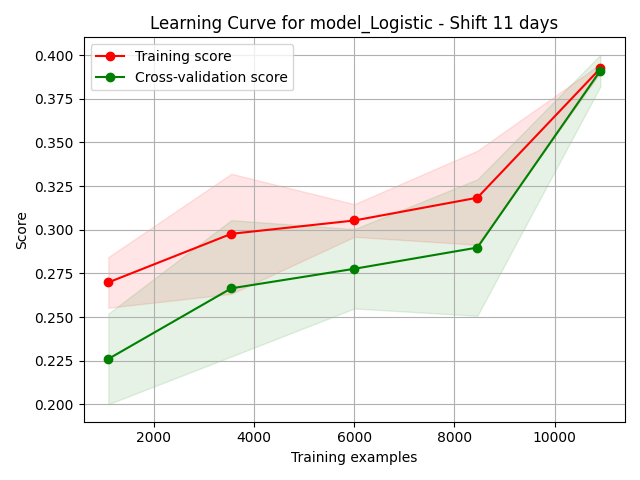 Learning Curve for model_Logistic - Shift 11 days
Training score
Cross-validation score
0.400
0.375
0.350
0.325
0.300
0.275
0.250
0.225
0.200
Score
2000 4000 6000 8000 10000
Training examples